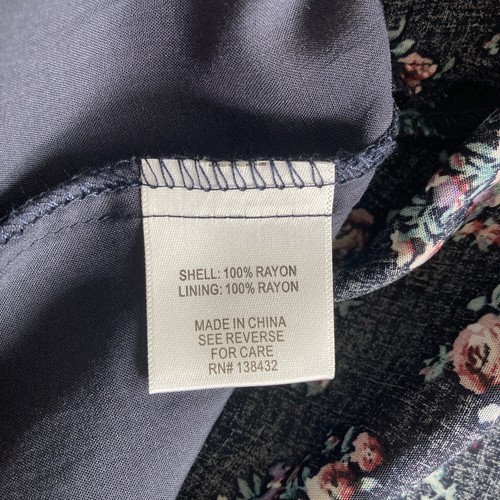 SHELL: 100% RAYON
LINING: 100% RAYON
MADE IN CHINA
SEE REVERSE
FOR CARE
RN# 138432